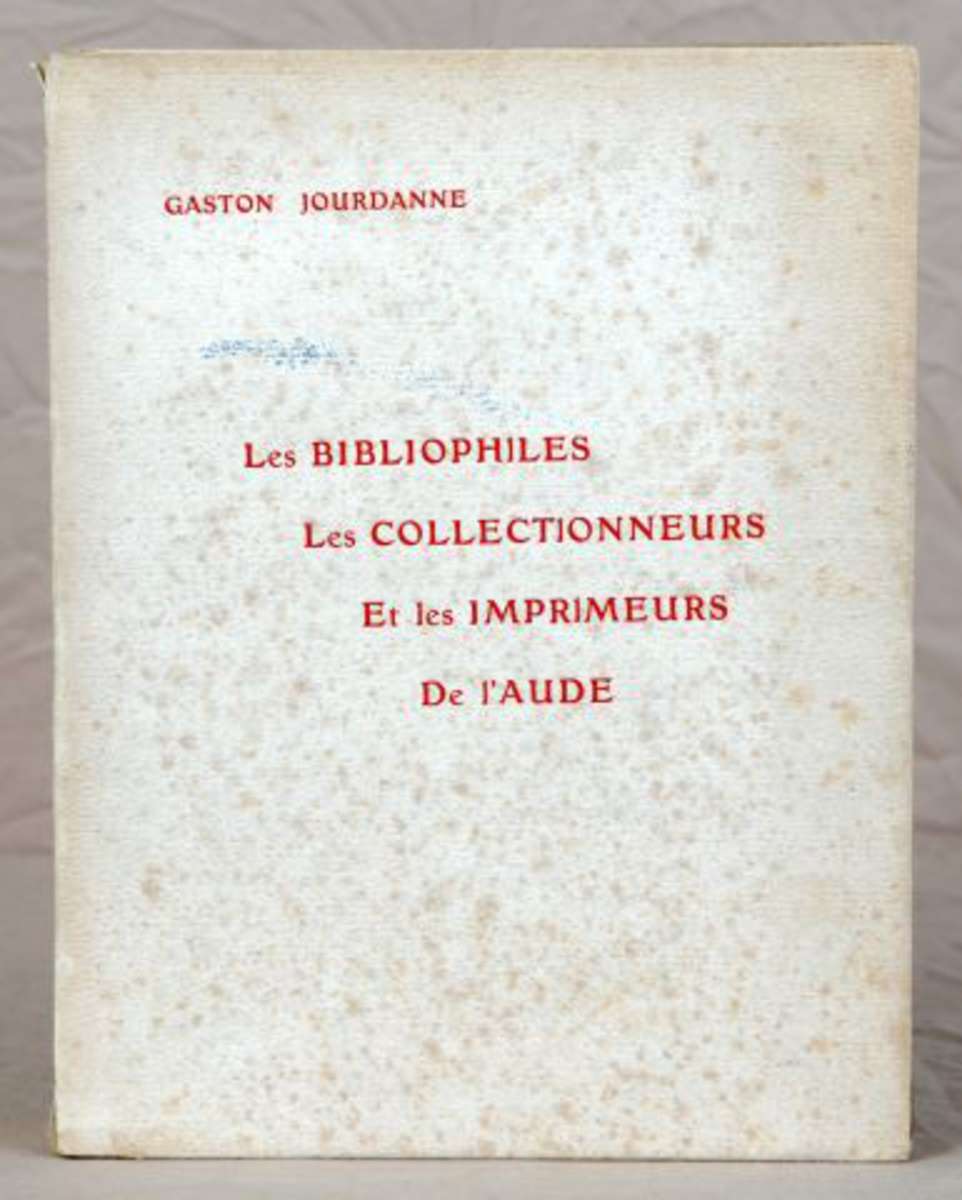 GASTON JOURDANNE
Les BIBLIOPHILES
Les COLLECTIONNEURS
Et les IMPRIMEURS
De l'AUDE